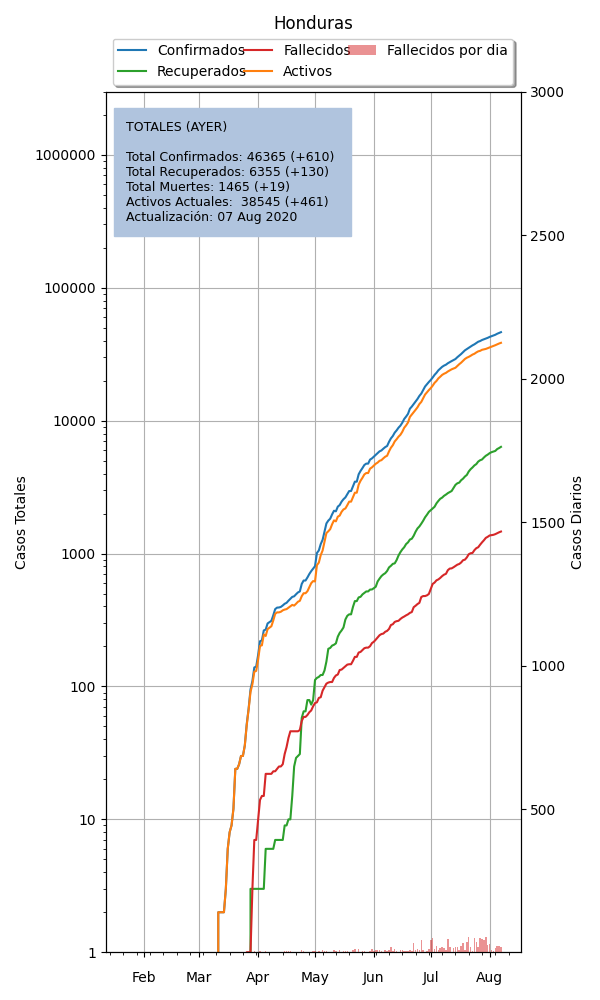 Honduras
Confirmados
Recuperados
Fallecidos
Activos
Fallecidos por dia
TOTALES (AYER)
Total Confirmados: 46365 (+610)
Total Recuperados: 6355 (+130)
Total Muertes: 1465 (+19)
Activos Actuales:  38545 (+461)
Actualización: 07 Aug 2020
Casos Totales
1000000
100000
10000
1000
100
10
1
Feb Mar Apr May Jun Jul Aug
3000
2500
2000
1500
1000
500
Casos Diarios